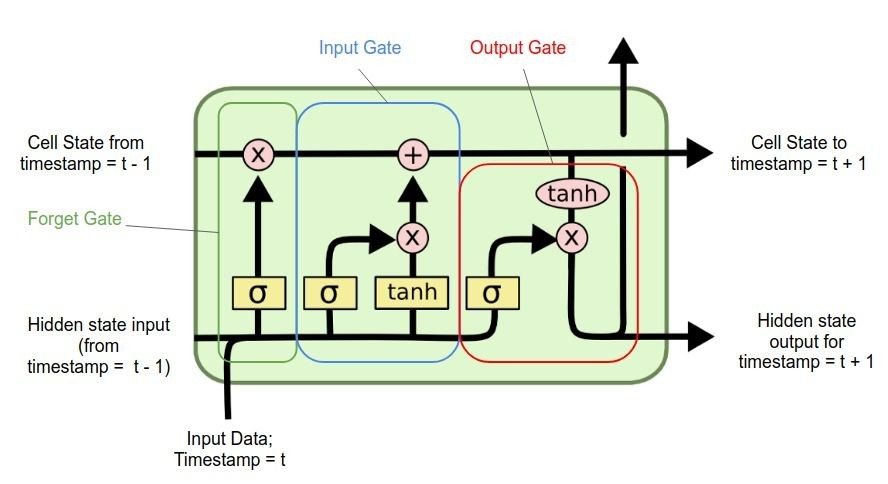 Input Gate
Output Gate
Cell State from
timestamp = t - 1
x
+
Cell State to
timestamp = t + 1
tanh
Forget Gate
x
x
σ
σ
tanh
σ
Hidden state input
(from
timestamp =  t - 1)
Hidden state
output for
timestamp = t + 1
Input Data;
Timestamp = t